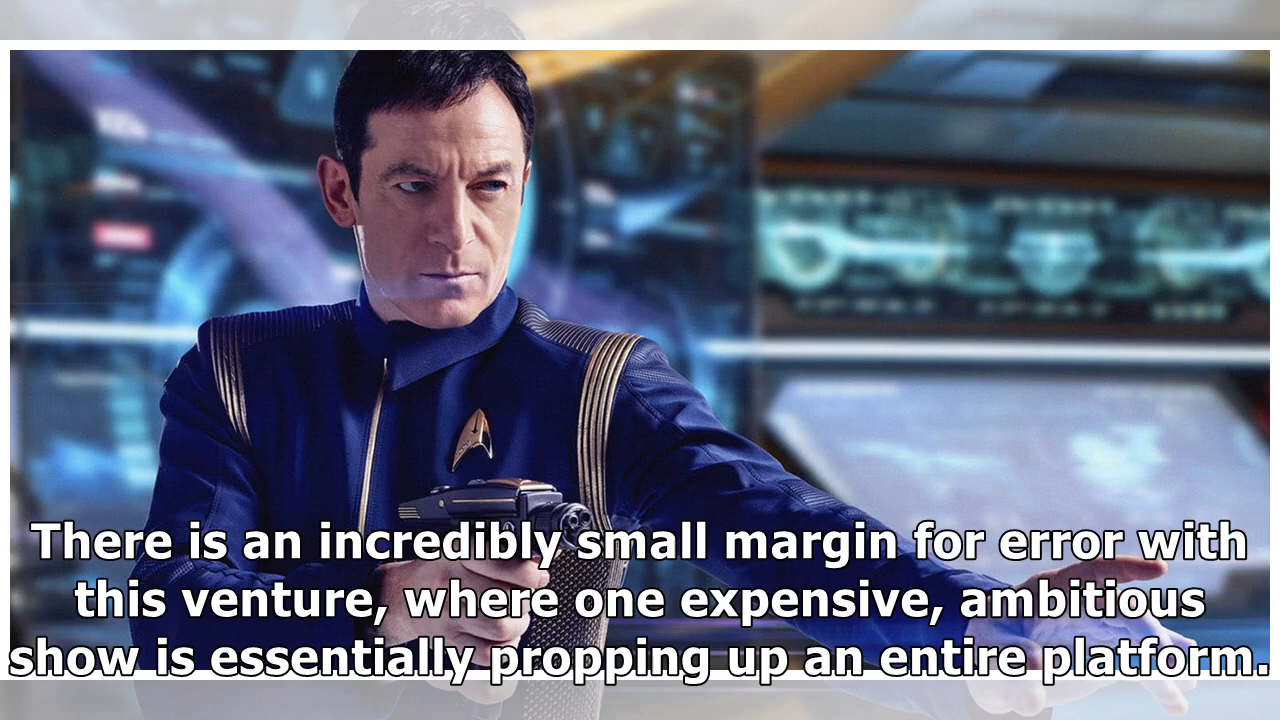 There is an incredibly small margin for error with
this venture, where one expensive, ambitious
show is essentially propping up an entire platform.